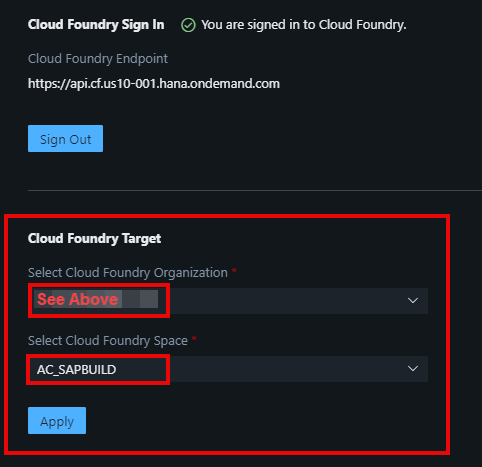 Cloud Foundry Sign In You are signed in to Cloud Foundry.
Cloud Foundry Endpoint
https://api.cf.us10-001.hana.ondemand.com
Sign Out
Cloud Foundry Target
Select Cloud Foundry Organization *
See Above
Select Cloud Foundry Space *
AC_SAPBUILD
Apply